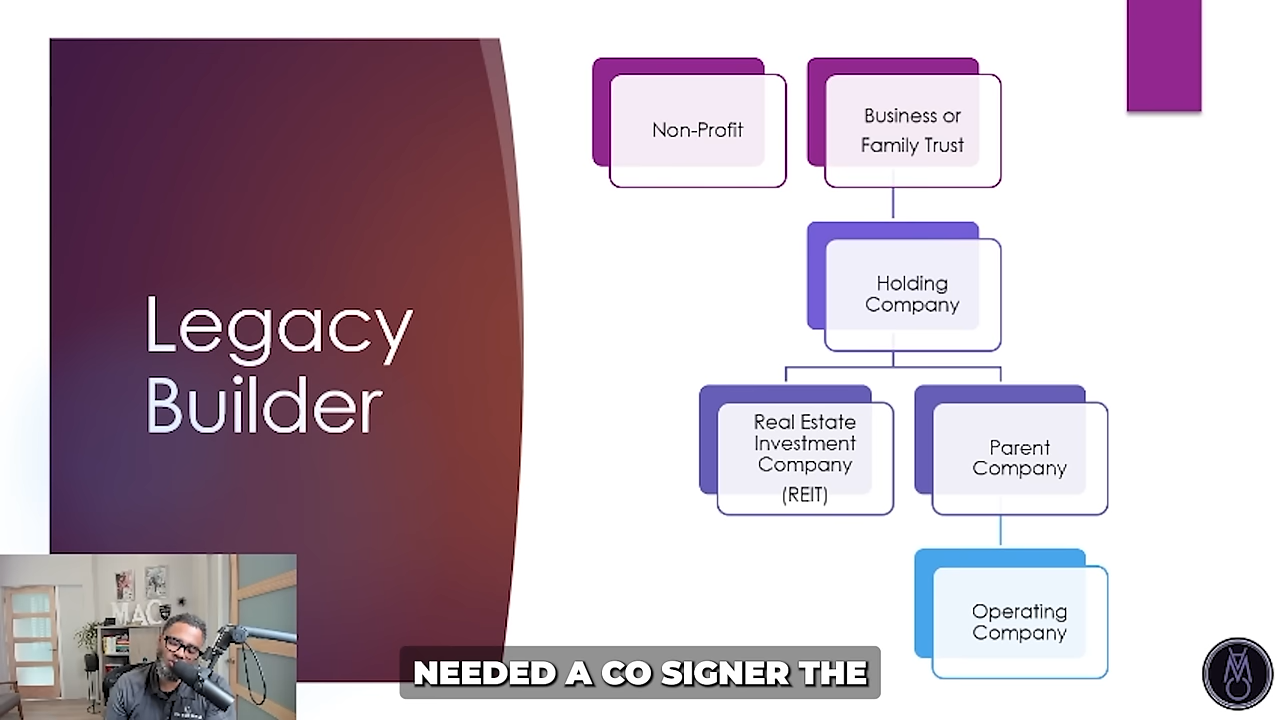 Legacy
Builder
Non-Profit
Business or
Family Trust
Holding
Company
Real Estate
Investment
Company
(REIT)
Parent
Company
Operating
Company
MAC
NEEDED A CO SIGNER THE